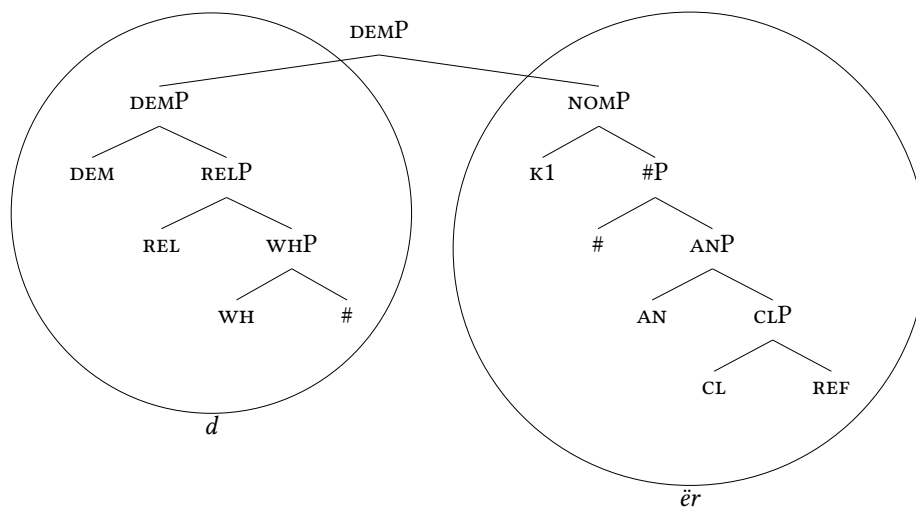 DEMP
DEMP NOMP
DEM RELP K1 #P
REL WHP # ANP
WH # AN CLP
CL REF
d
ër